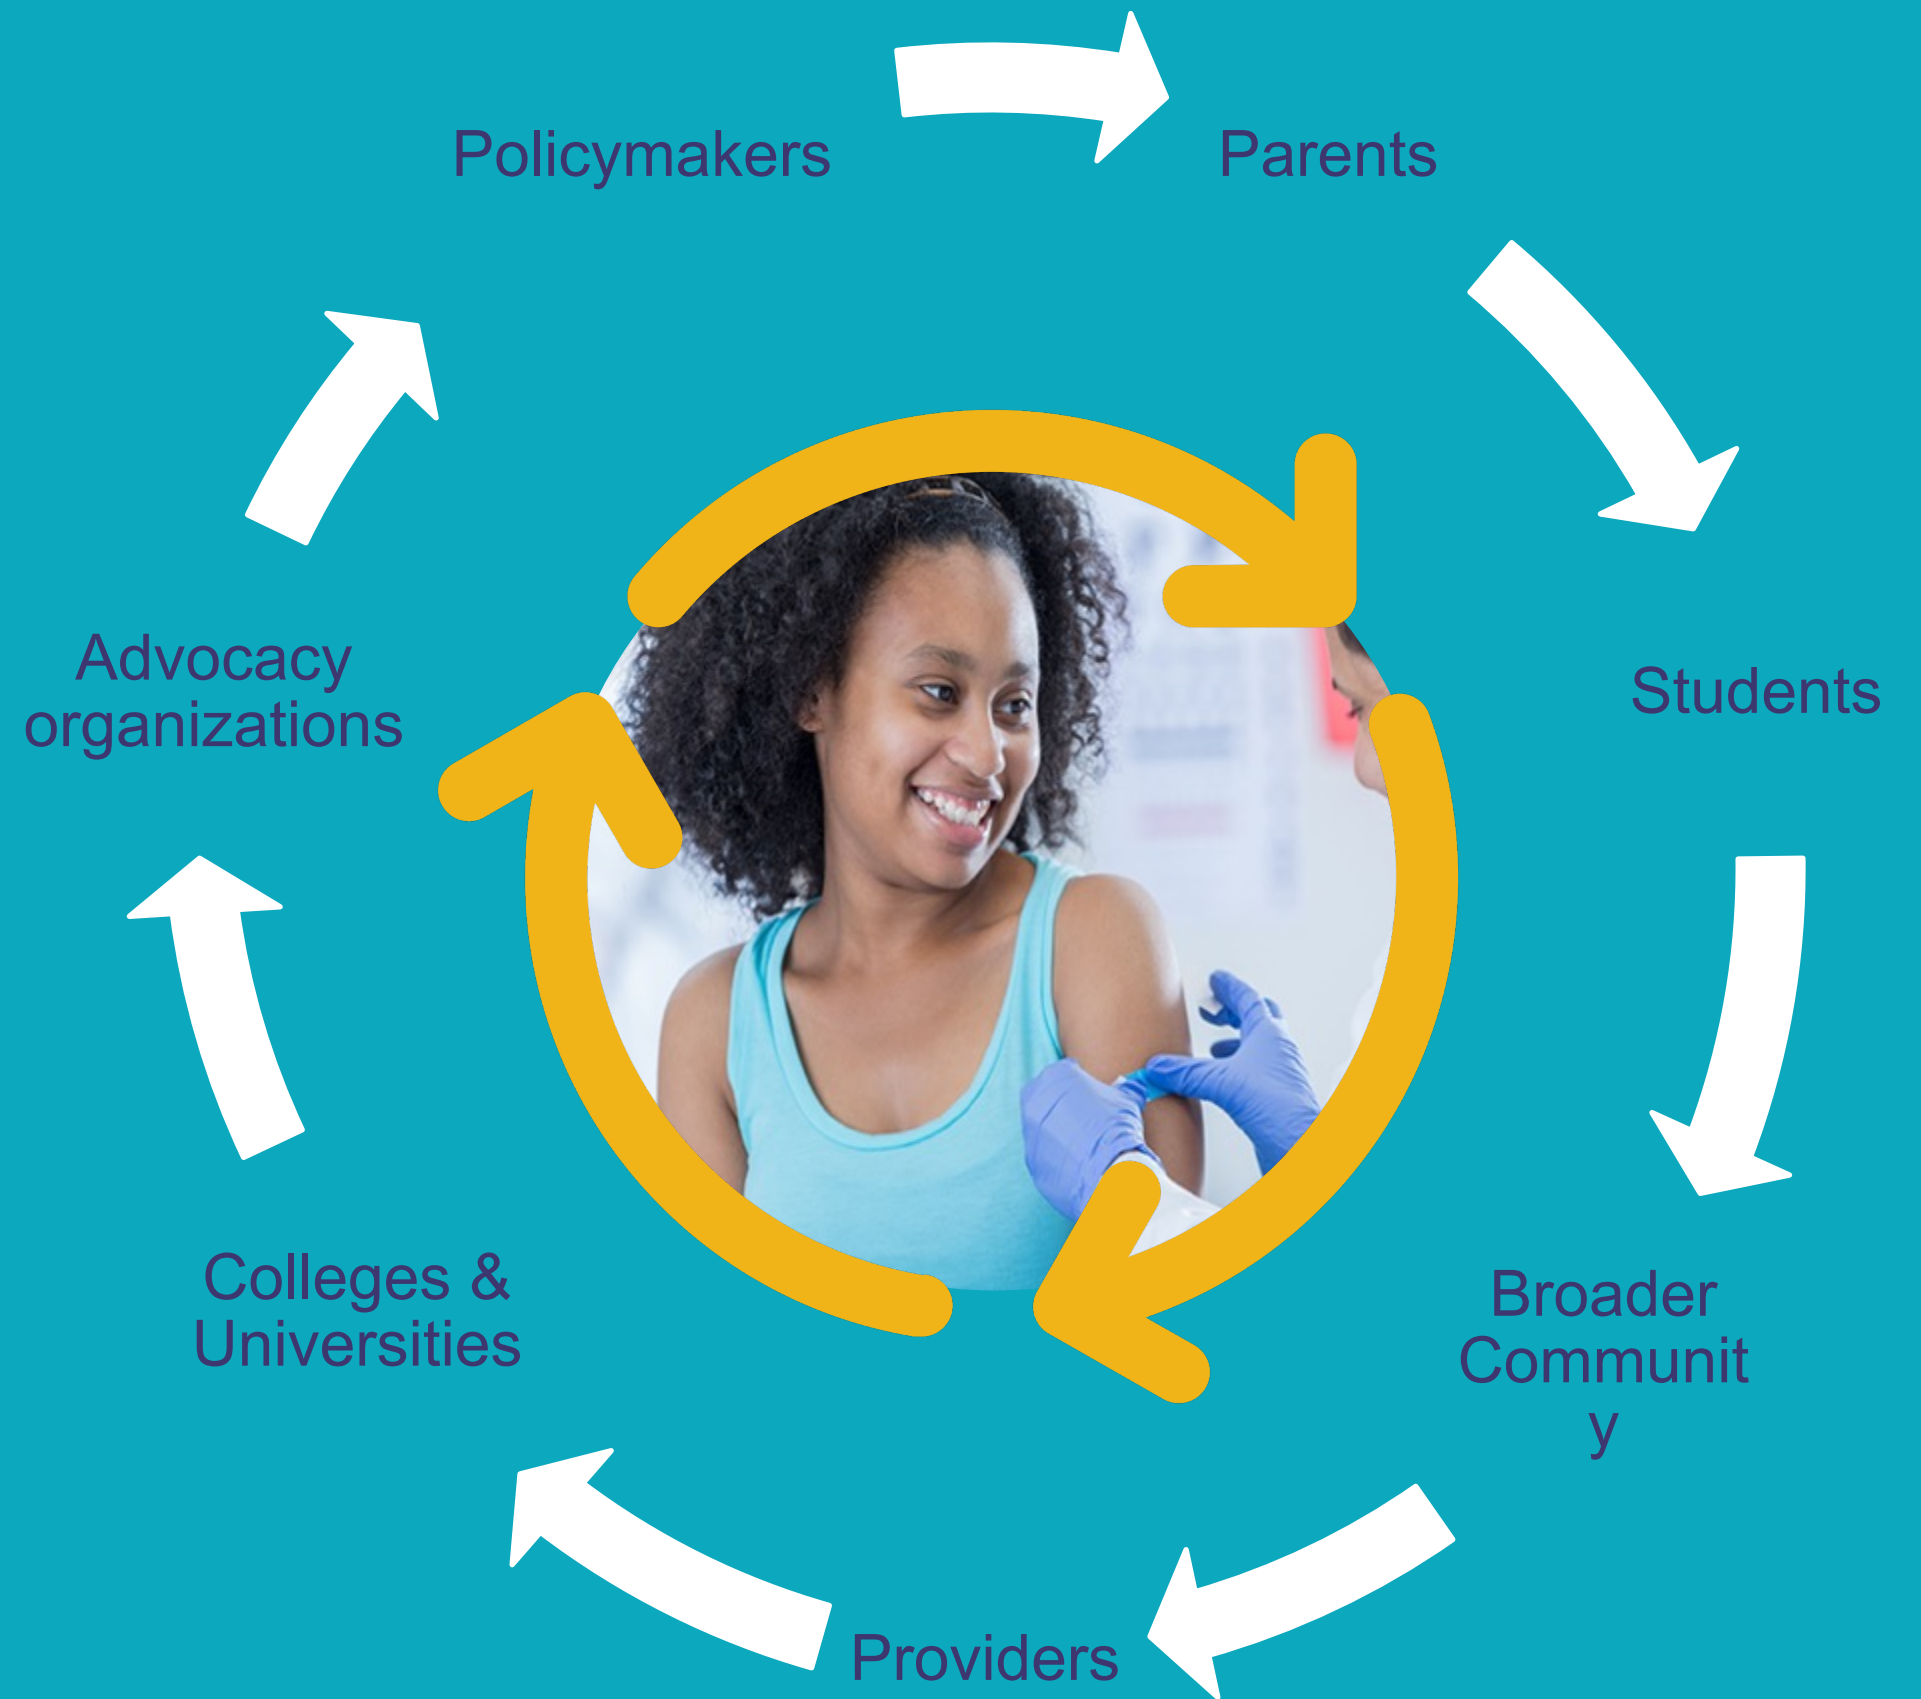 Policymakers
Parents
Students
Broader
Communit
y
Providers
Colleges &
Universities
Advocacy
organizations